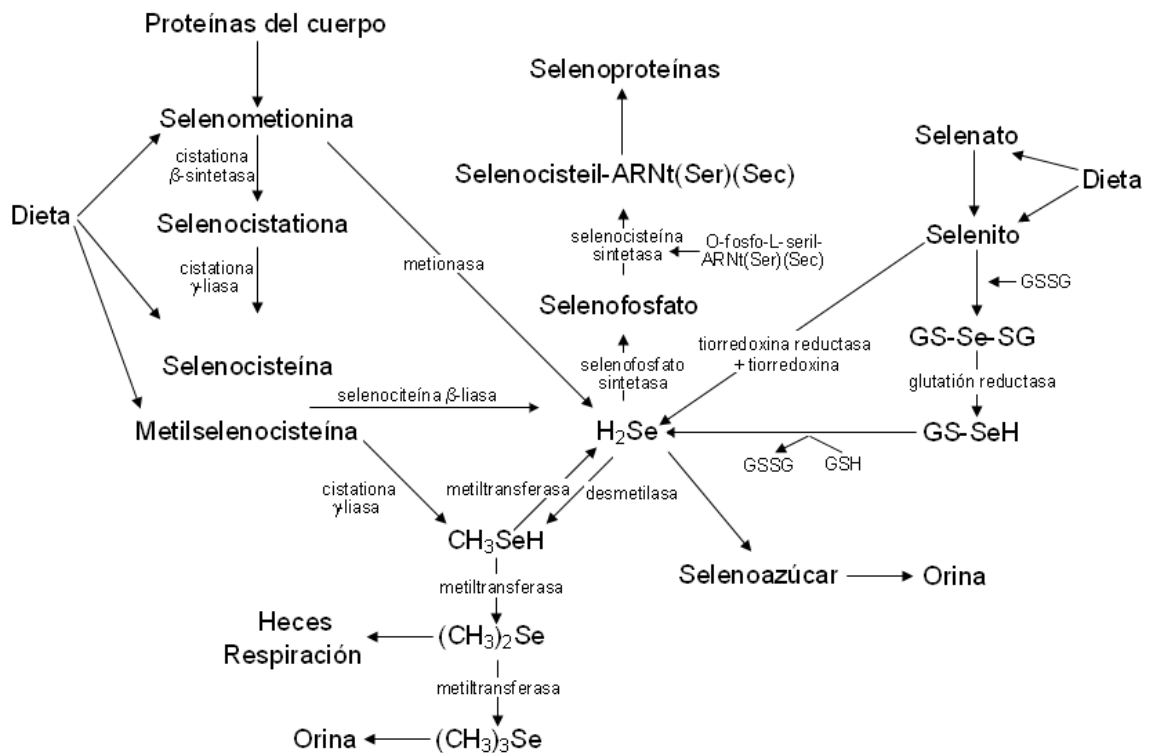 Proteínas del cuerpo
Selenoproteínas
Selenometionina
Selenato
cistationa
β-sintetasa
Selenocisteil-ARNt(Ser)(Sec)
Dieta
Dieta
Selenocistationa
selenocisteína
sintetasa
O-fosfo-L-seril-
ARNt(Ser)(Sec)
Selenito
cistationa
γ-liasa
metionasa
GSSG
Selenofosfato
GS-Se-SG
tiorredoxina reductasa
+ tiorredoxina
Selenocisteína
selenofosfato
sintetasa
glutatión reductasa
selenociteína β-liasa
Metilselenocisteína
H₂Se
GS-SeH
GSSG
GSH
cistationa
γ-liasa
metiltransferasa
desmetilasa
CH₃SeH
Selenoazúcar
Orina
metiltransferasa
Heces
Respiración
(CH₃)₂Se
metiltransferasa
Orina
(CH₃)₃Se